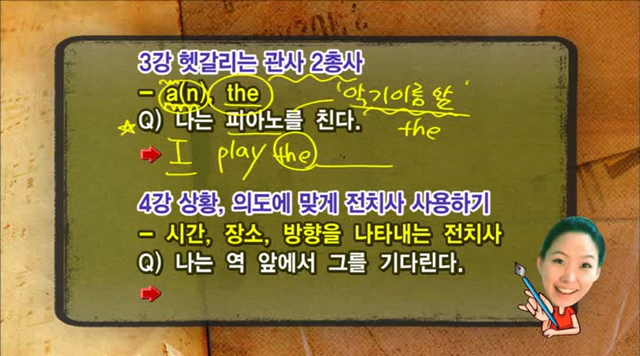 3강 헷갈리는 관사 2총사
- a(n), the '악기이름 앞'
Q) 나는 피아노를 친다. the
I play the
4강 상황, 의도에 맞게 전치사 사용하기
- 시간, 장소, 방향을 나타내는 전치사
Q) 나는 역 앞에서 그를 기다린다.